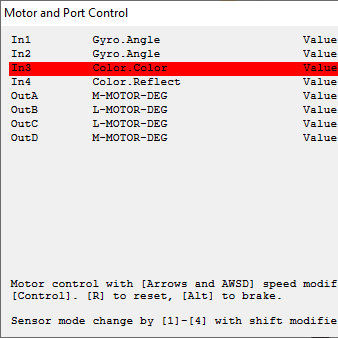 Motor and Port Control
In1 Gyro.Angle Value
In2 Gyro.Angle Value
In3 Color.Color Value
In4 Color.Reflect Value
OutA M-MOTOR-DEG Value
OutB L-MOTOR-DEG Value
OutC L-MOTOR-DEG Value
OutD M-MOTOR-DEG Value
Motor control with [Arrows and AWSD] speed modif
[Control]. [R] to reset, [Alt] to brake.
Sensor mode change by [1]-[4] with shift modifie